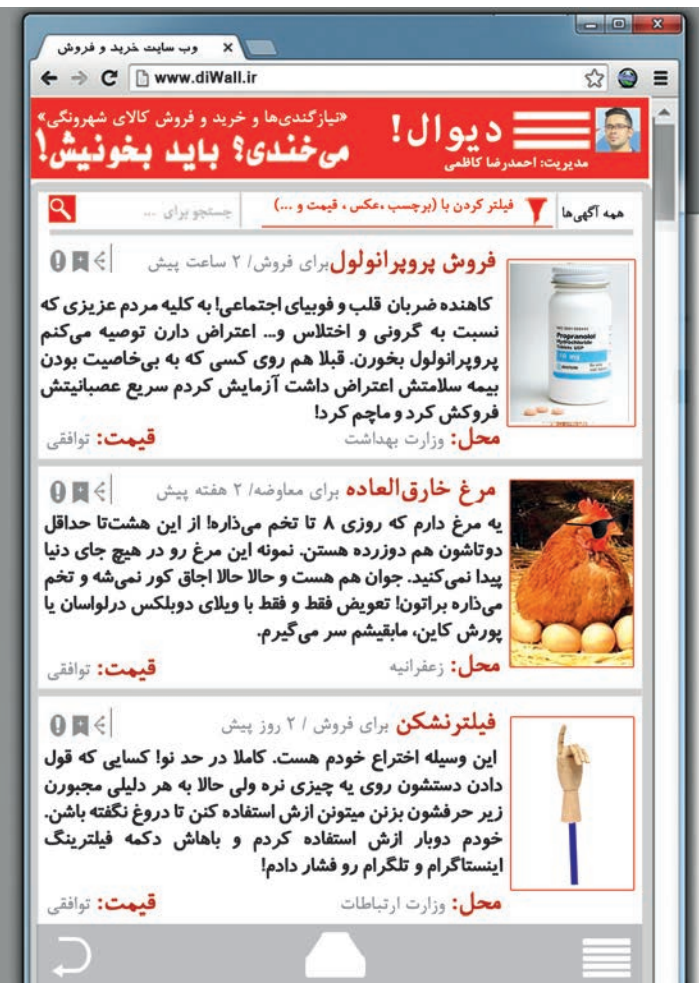 وب سایت خرید و فروش
www.diWall.ir
«نیازگندی‌ها و خرید و فروش کالای شهرونگی»
می‌خندی؟ باید بخونیش!
دیوال!
مدیریت: احمدرضا کاظمی
همه آگهی‌ها
فیلتر کردن با (برچسب ،عکس ، قیمت و ...)
جستجو برای ...
فروش پروپرانولول برای فروش/ ۲ ساعت پیش
کاهنده ضربان قلب و فوبیای اجتماعی! به کلیه مردم عزیزی که
نسبت به گرونی و اختلاس و... اعتراض دارن توصیه می‌کنم
پروپرانولول بخورن. قبلا هم روی کسی که به بی‌خاصیت بودن
بیمه سلامتش اعتراض داشت آزمایش کردم سریع عصبانیتش
فروکش کرد و ماچم کرد!
محل: وزارت بهداشت
قیمت: توافقی
Propranolol
Hydrochloride
مرغ خارق‌العاده برای معاوضه/ ۲ هفته پیش
یه مرغ دارم که روزی ۸ تا تخم می‌ذاره! از این هشت‌تا حداقل
دوتاشون هم دوزرده هستن. نمونه این مرغ رو در هیچ جای دنیا
پیدا نمی‌کنید. جوان هم هست و حالا حالا اجاق کور نمی‌شه و تخم
می‌ذاره براتون! تعویض فقط و فقط با ویلای دوبلکس درلواسان یا
پورش کاین، مابقیشم سر می‌گیرم.
محل: زعفرانیه
قیمت: توافقی
فیلترنشکن برای فروش / ۲ روز پیش
این وسیله اختراع خودم هست. کاملا در حد نو! کسایی که قول
دادن دستشون روی یه چیزی نره ولی حالا به هر دلیلی مجبورن
زیر حرفشون بزنن میتونن ازش استفاده کنن تا دروغ نگفته باشن.
خودم دوبار ازش استفاده کردم و باهاش دکمه فیلترینگ
اینستاگرام و تلگرام رو فشار دادم!
محل: وزارت ارتباطات
قیمت: توافقی